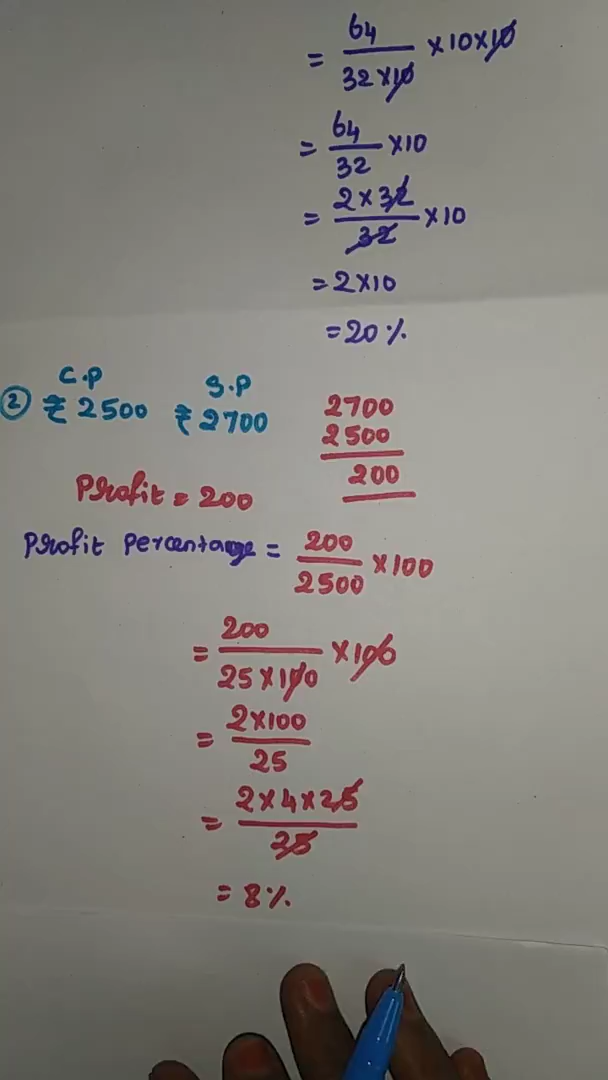 = 64/32×10 ×10×10
= 64/32 ×10
= 2×32/32 ×10
= 2×10
= 20%
C.P S.P
② ₹2500 ₹2700 2700
2500
200
Profit = 200
Profit percentage = 200/2500 ×100
= 200/25×100 ×100
= 2×100/25
= 2×4×25/25
= 8%